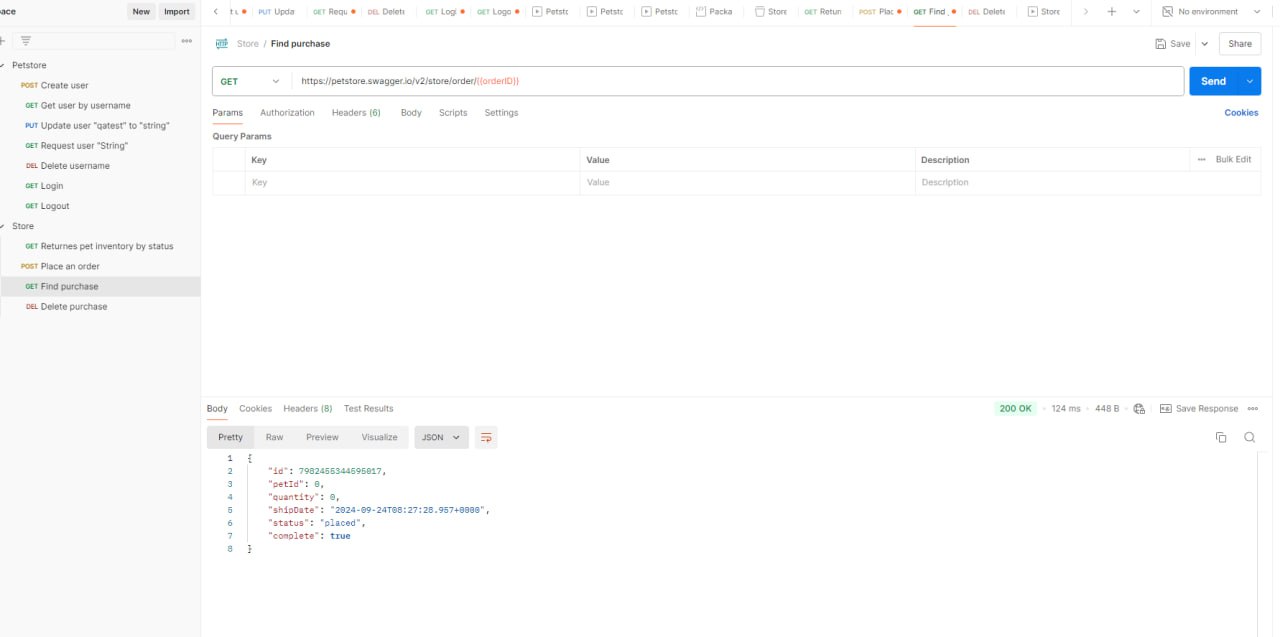 ace New Import
t u PUT Upda GET Requ DEL Delete GET Logi GET Logo Petstc Petstc Petstc Packa Store GET Retun POST Plac GET Find DEL Delete Store No environment
Store / Find purchase Save Share
GET https://petstore.swagger.io/v2/store/order/{{orderID}} Send
Params Authorization Headers (6) Body Scripts Settings Cookies
Query Params
Key Value Description Bulk Edit
Key Value Description
Petstore
POST Create user
GET Get user by username
PUT Update user "qatest" to "string"
GET Request user "String"
DEL Delete username
GET Login
GET Logout
Store
GET Returnes pet inventory by status
POST Place an order
GET Find purchase
DEL Delete purchase
Body Cookies Headers (8) Test Results 200 OK 124 ms 448 B Save Response
Pretty Raw Preview Visualize JSON
1 {
2 "id": 7982455344595017,
3 "petId": 0,
4 "quantity": 0,
5 "shipDate": "2024-09-24T08:27:28.957+0000",
6 "status": "placed",
7 "complete": true
8 }